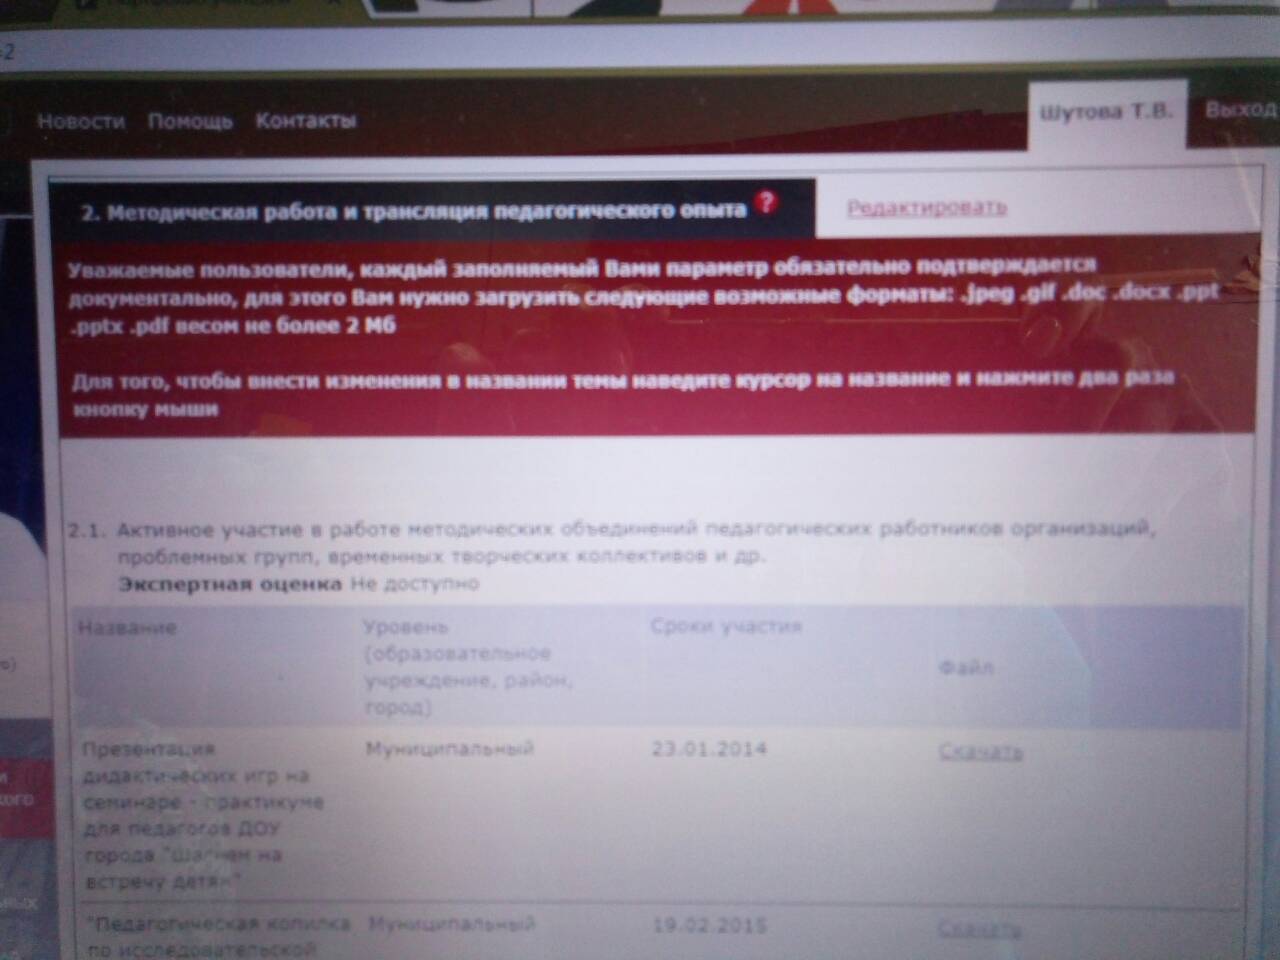 =2
Новости Помощь Контакты
Шутова Т.В. Выход
2. Методическая работа и трансляция педагогического опыта ?
Редактировать
Уважаемые пользователи, каждый заполняемый Вами параметр обязательно подтверждается
документально, для этого Вам нужно загрузить следующие возможные форматы: .jpeg .gif .doc .docx .ppt
.pptx .pdf весом не более 2 Мб
Для того, чтобы внести изменения в названии темы наведите курсор на название и нажмите два раза
кнопку мыши
2.1. Активное участие в работе методических объединений педагогических работников организаций,
проблемных групп, временных творческих коллективов и др.
Экспертная оценка Не доступно
Название
Уровень
(образовательное
учреждение, район,
город)
Сроки участия
Файл
Презентация
дидактических игр на
семинаре - практикуме
для педагогов ДОУ
города "Шагнем на
встречу детям"
Муниципальный
23.01.2014
Скачать
"Педагогическая копилка
по исследовательской
Муниципальный
19.02.2015
Скачать